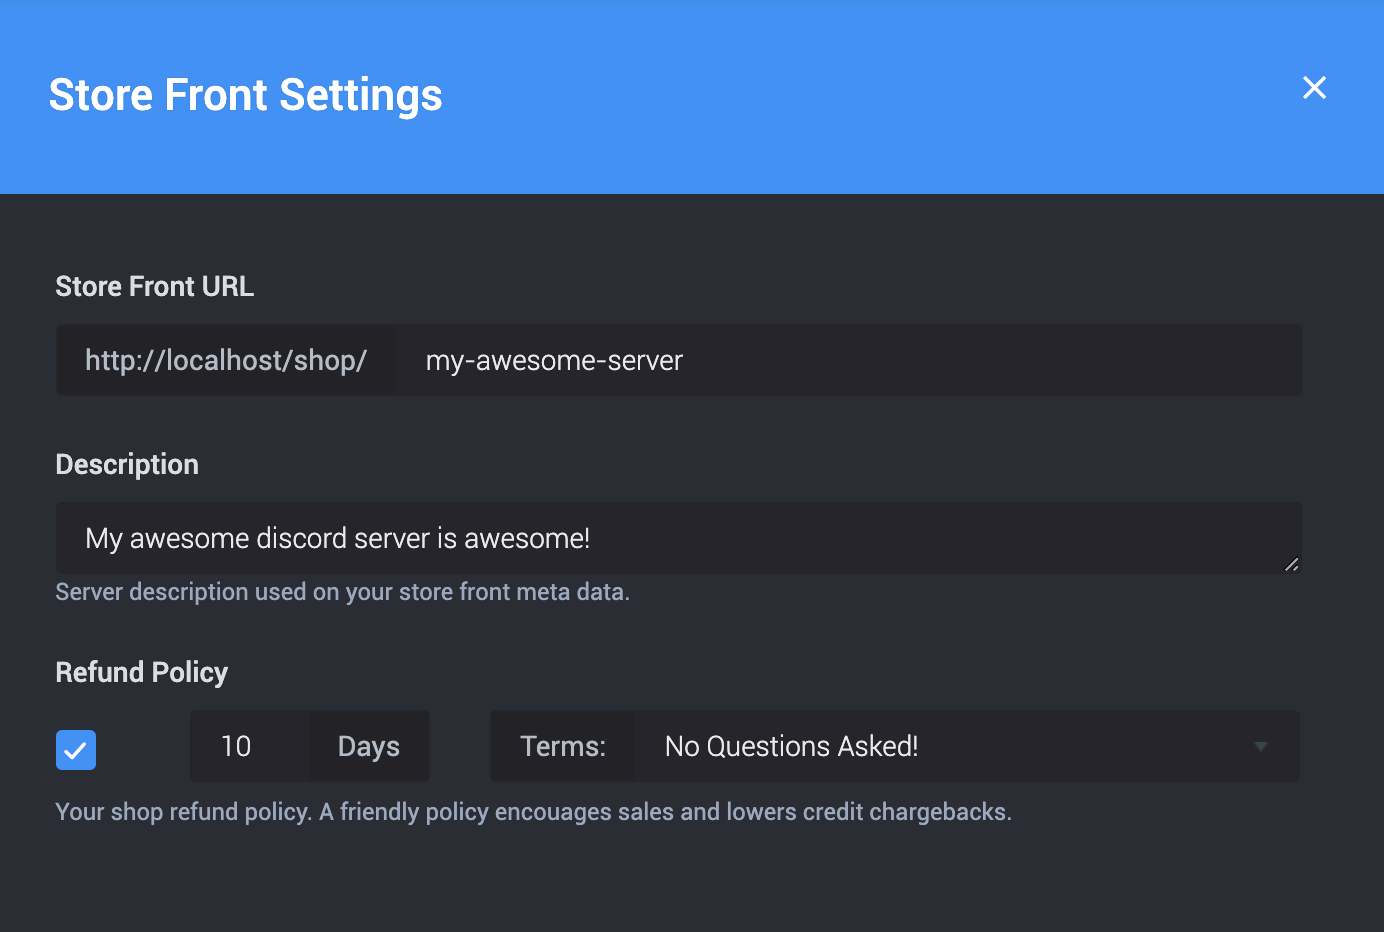 Store Front Settings
Store Front URL
http://localhost/shop/ my-awesome-server
Description
My awesome discord server is awesome!
Server description used on your store front meta data.
Refund Policy
10 Days Terms: No Questions Asked!
Your shop refund policy. A friendly policy encouages sales and lowers credit chargebacks.